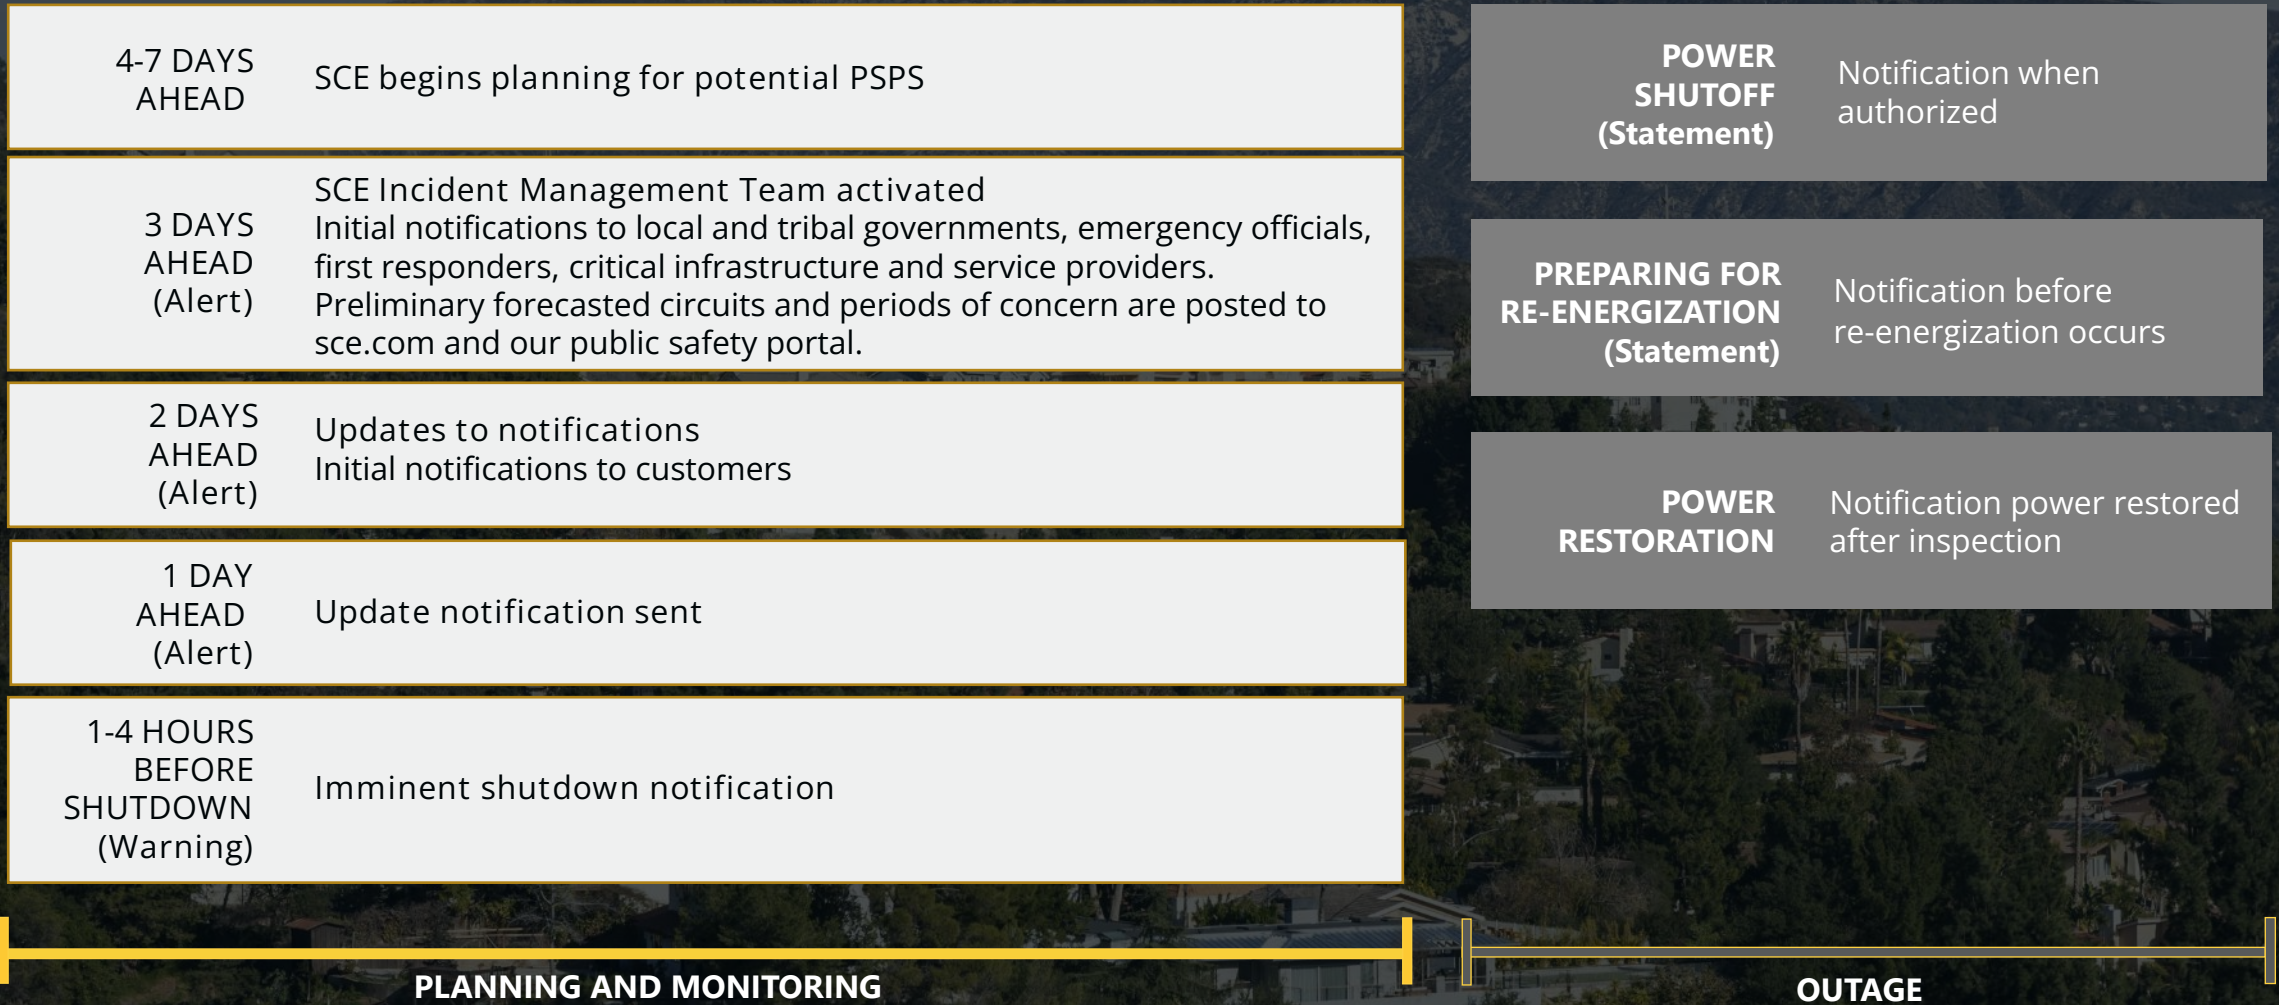 4-7 DAYS
AHEAD
SCE begins planning for potential PSPS
3 DAYS
AHEAD
(Alert)
SCE Incident Management Team activated
Initial notifications to local and tribal governments, emergency officials,
first responders, critical infrastructure and service providers.
Preliminary forecasted circuits and periods of concern are posted to
sce.com and our public safety portal.
2 DAYS
AHEAD
(Alert)
Updates to notifications
Initial notifications to customers
1 DAY
AHEAD
(Alert)
Update notification sent
1-4 HOURS
BEFORE
SHUTDOWN
(Warning)
Imminent shutdown notification
PLANNING AND MONITORING
POWER
SHUTOFF
(Statement)
Notification when
authorized
PREPARING FOR
RE-ENERGIZATION
(Statement)
Notification before
re-energization occurs
POWER
RESTORATION
Notification power restored
after inspection
OUTAGE